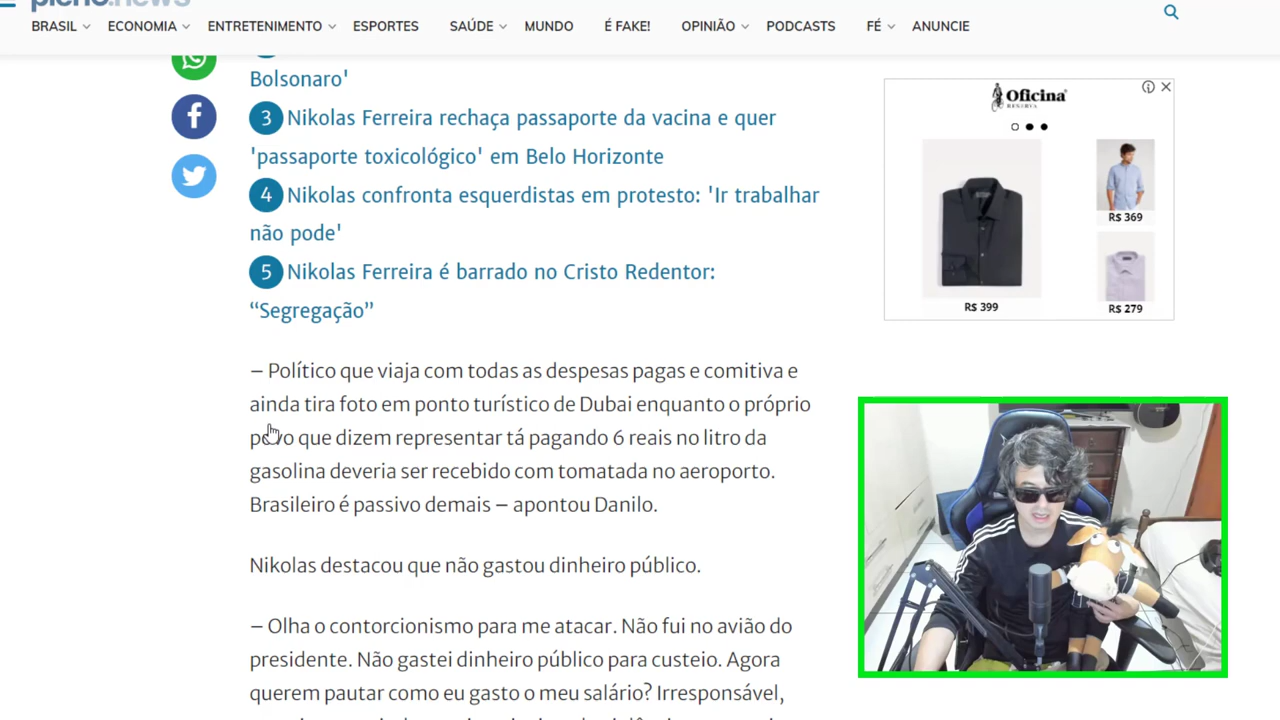 pleno.news
BRASIL
ECONOMIA
ENTRETENIMENTO
ESPORTES
SAÚDE
MUNDO
É FAKE!
OPINIÃO
PODCASTS
FÉ
ANUNCIE
Bolsonaro'
3 Nikolas Ferreira rechaça passaporte da vacina e quer
'passaporte toxicológico' em Belo Horizonte
4 Nikolas confronta esquerdistas em protesto: 'Ir trabalhar
não pode'
5 Nikolas Ferreira é barrado no Cristo Redentor:
“Segregação”
– Político que viaja com todas as despesas pagas e comitiva e
ainda tira foto em ponto turístico de Dubai enquanto o próprio
povo que dizem representar tá pagando 6 reais no litro da
gasolina deveria ser recebido com tomatada no aeroporto.
Brasileiro é passivo demais – apontou Danilo.
Nikolas destacou que não gastou dinheiro público.
– Olha o contorcionismo para me atacar. Não fui no avião do
presidente. Não gastei dinheiro público para custeio. Agora
querem pautar como eu gasto o meu salário? Irresponsável,
Oficina
RESERVA
R$ 399
R$ 369
R$ 279